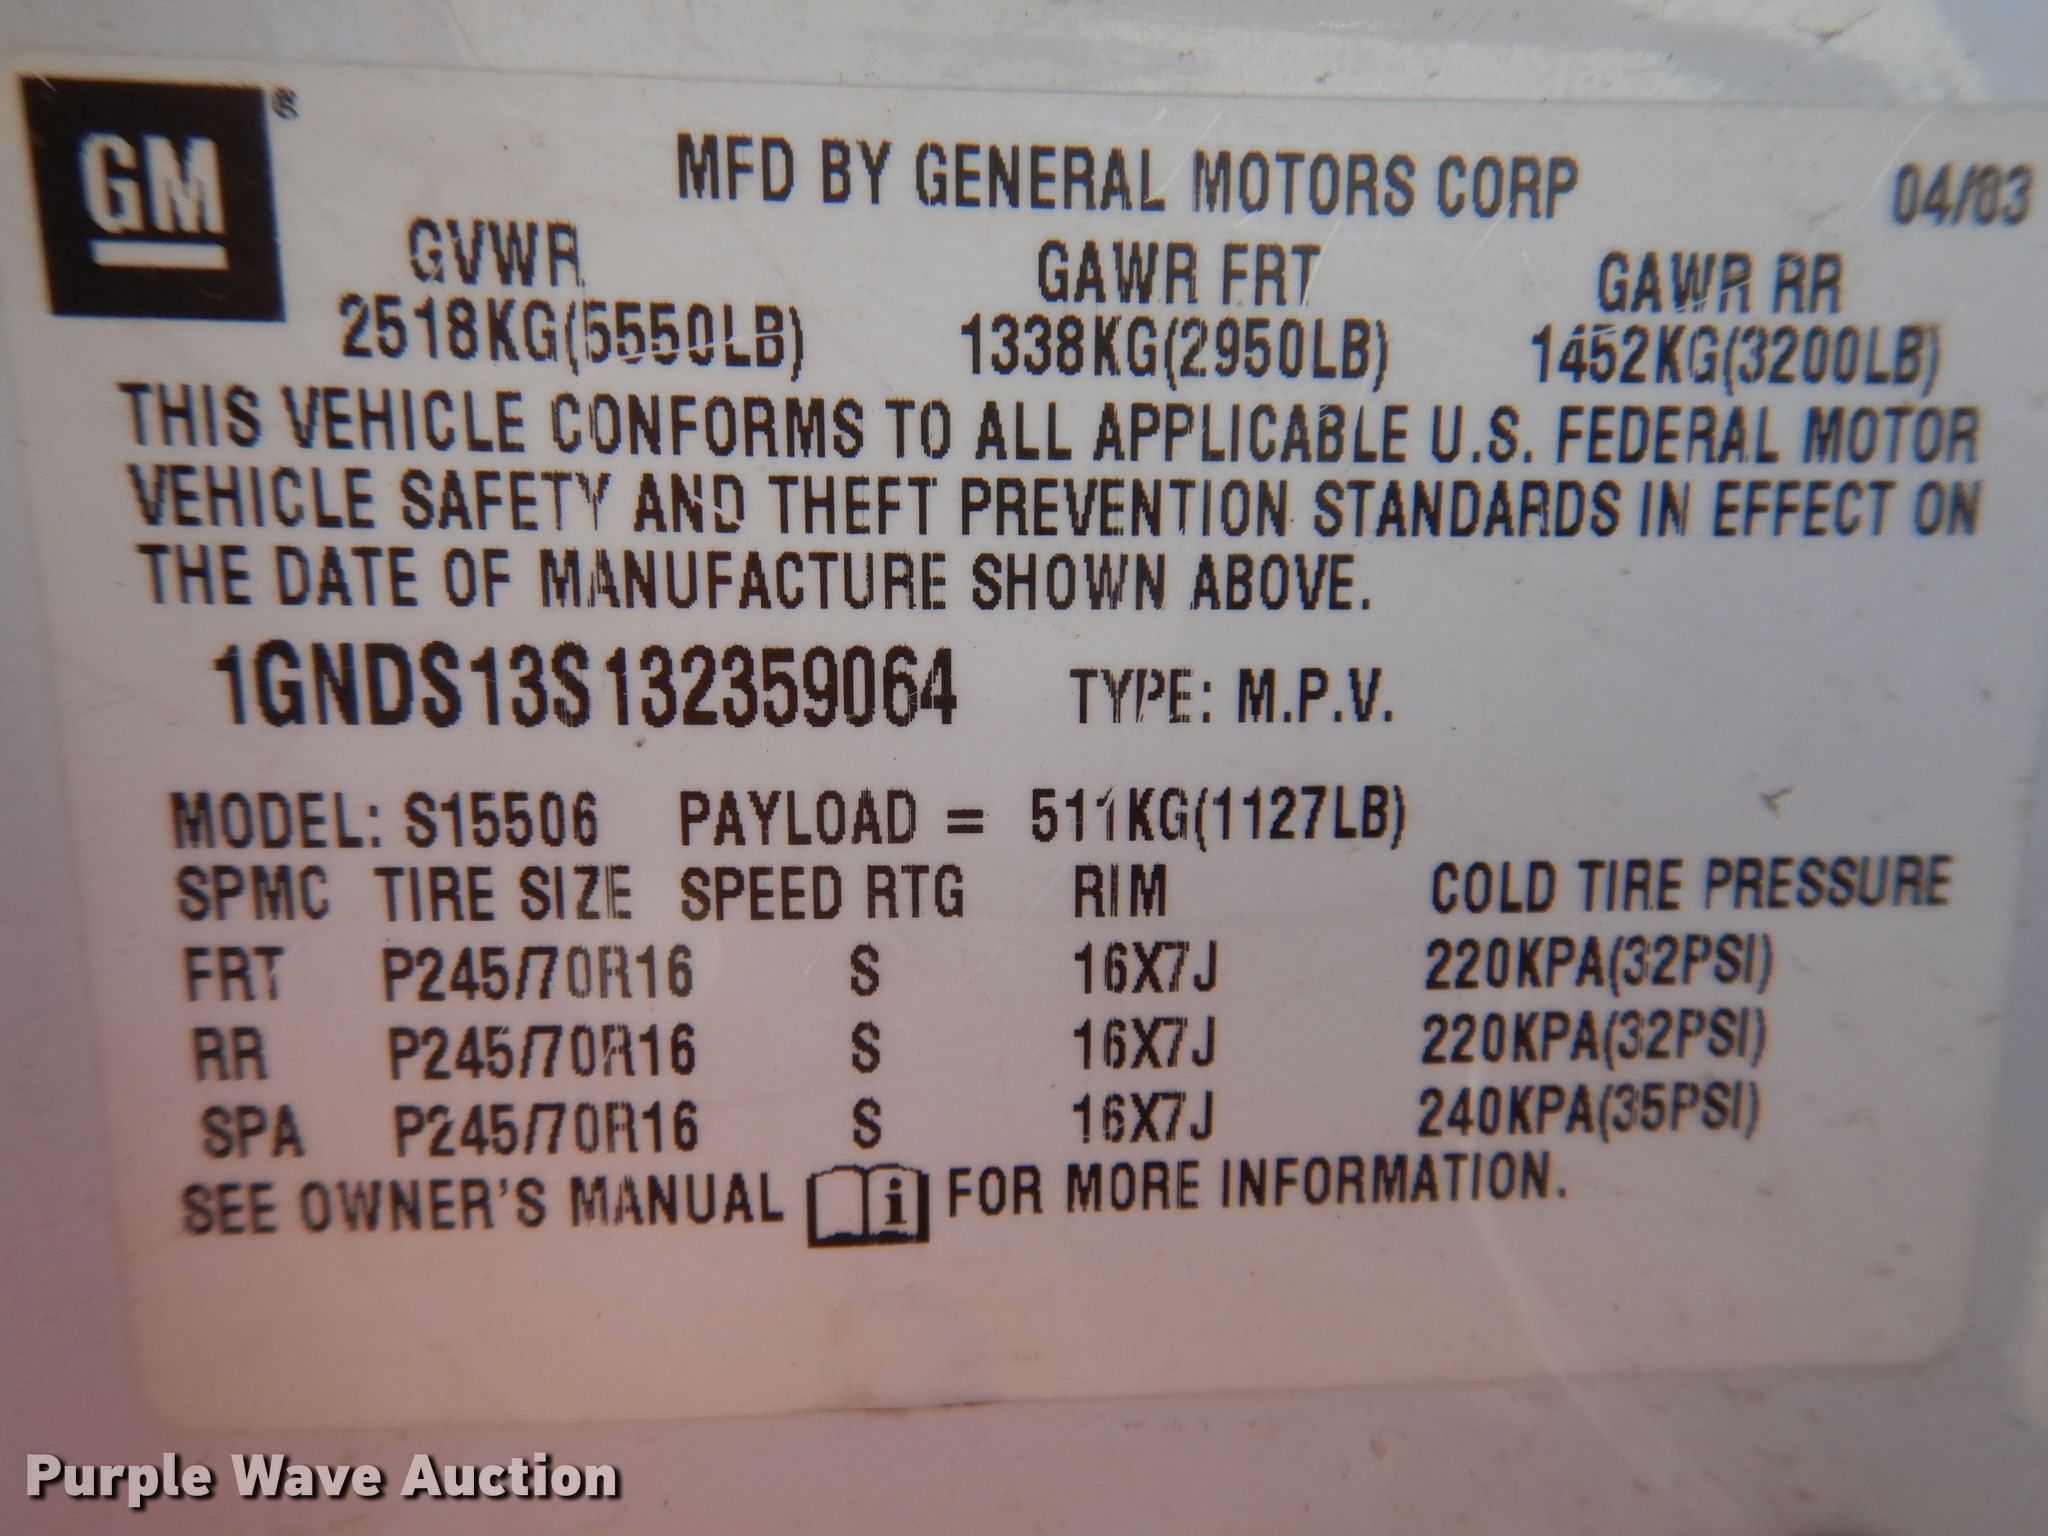 GM®
MFD BY GENERAL MOTORS CORP 04/03
GVWR GAWR FRT GAWR RR
2518KG(5550LB) 1338KG(2950LB) 1452KG(3200LB)
THIS VEHICLE CONFORMS TO ALL APPLICABLE U.S. FEDERAL MOTOR
VEHICLE SAFETY AND THEFT PREVENTION STANDARDS IN EFFECT ON
THE DATE OF MANUFACTURE SHOWN ABOVE.
1GNDS13S132359064 TYPE: M.P.V.
MODEL: S15506 PAYLOAD = 511KG(1127LB)
SPMC TIRE SIZE SPEED RTG RIM COLD TIRE PRESSURE
FRT P245/70R16 S 16X7J 220KPA(32PSI)
RR P245/70R16 S 16X7J 220KPA(32PSI)
SPA P245/70R16 S 16X7J 240KPA(35PSI)
SEE OWNER'S MANUAL i FOR MORE INFORMATION.
Purple Wave Auction